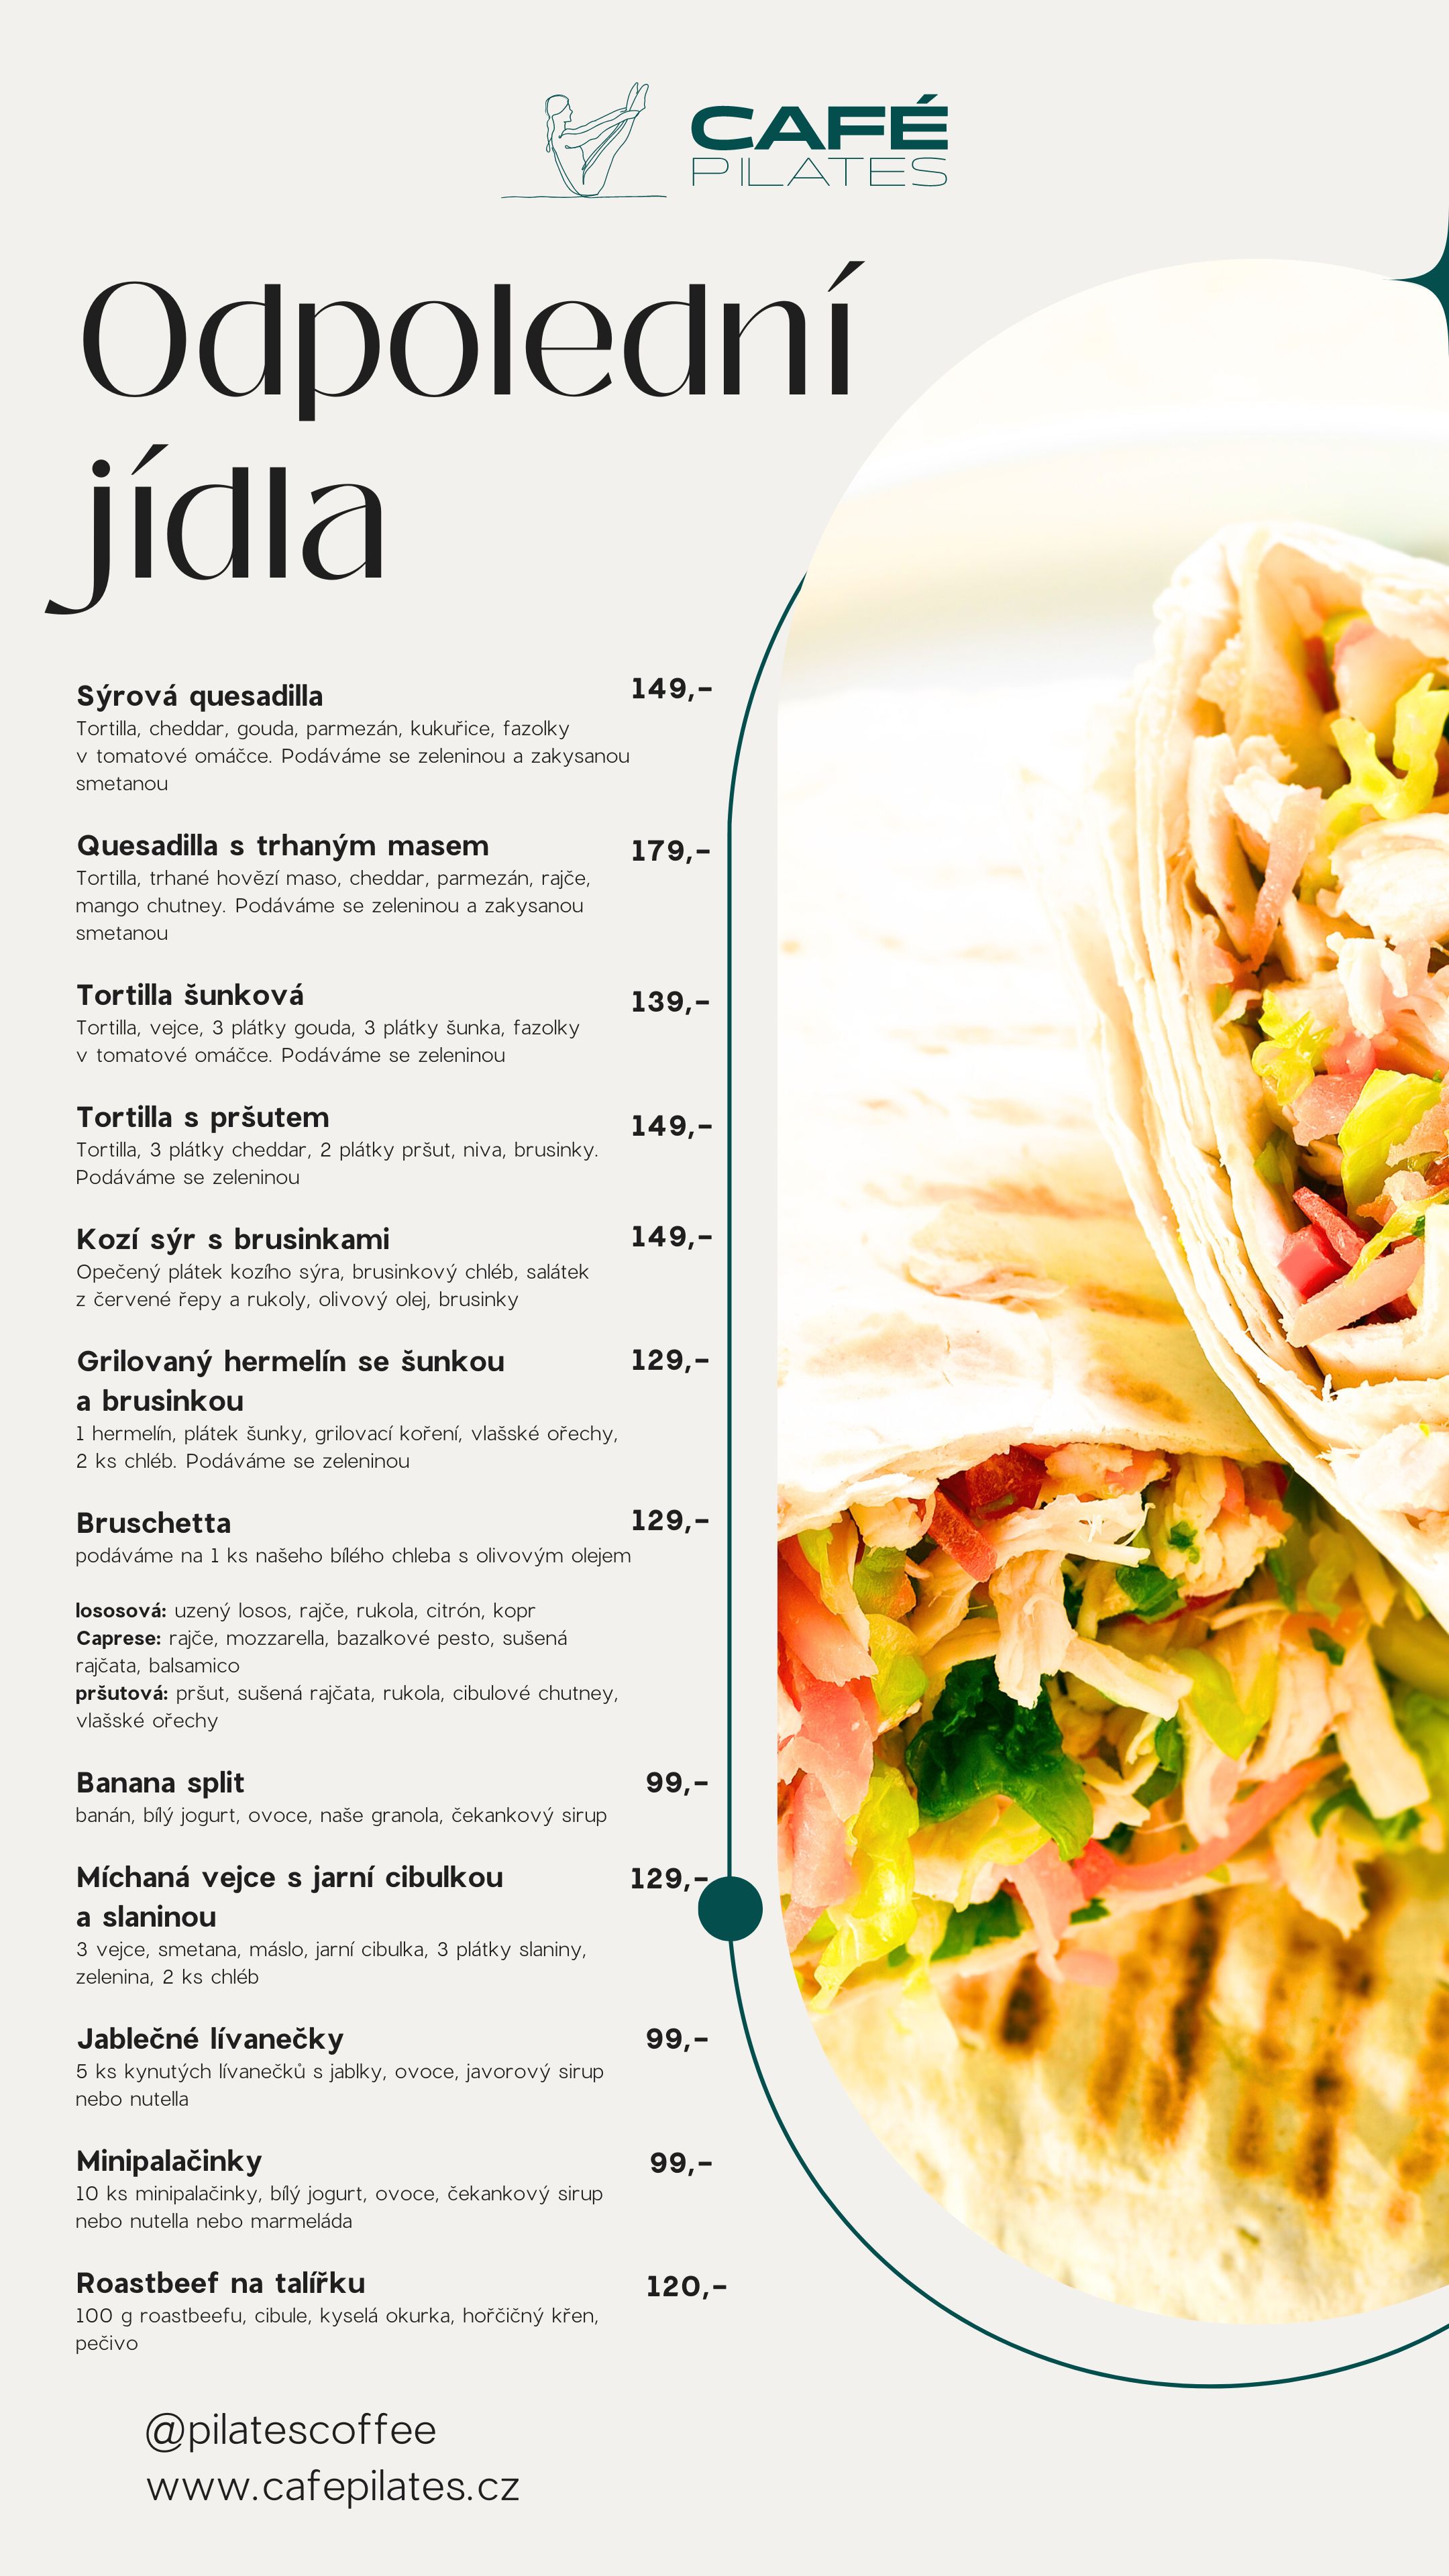 CAFÉ
PILATES
Odpolední
jídla
Sýrová quesadilla 149,-
Tortilla, cheddar, gouda, parmezán, kukuřice, fazolky
v tomatové omáčce. Podáváme se zeleninou a zakysanou
smetanou
Quesadilla s trhaným masem 179,-
Tortilla, trhané hovězí maso, cheddar, parmezán, rajče,
mango chutney. Podáváme se zeleninou a zakysanou
smetanou
Tortilla šunková 139,-
Tortilla, vejce, 3 plátky gouda, 3 plátky šunka, fazolky
v tomatové omáčce. Podáváme se zeleninou
Tortilla s pršutem 149,-
Tortilla, 3 plátky cheddar, 2 plátky pršut, niva, brusinky.
Podáváme se zeleninou
Kozí sýr s brusinkami 149,-
Opečený plátek kozího sýra, brusinkový chléb, salátek
z červené řepy a rukoly, olivový olej, brusinky
Grilovaný hermelín se šunkou 129,-
a brusinkou
1 hermelín, plátek šunky, grilovací koření, vlašské ořechy,
2 ks chléb. Podáváme se zeleninou
Bruschetta 129,-
podáváme na 1 ks našeho bílého chleba s olivovým olejem
lososová: uzený losos, rajče, rukola, citrón, kopr
Caprese: rajče, mozzarella, bazalkové pesto, sušená
rajčata, balsamico
pršutová: pršut, sušená rajčata, rukola, cibulové chutney,
vlašské ořechy
Banana split 99,-
banán, bílý jogurt, ovoce, naše granola, čekankový sirup
Míchaná vejce s jarní cibulkou 129,-
a slaninou
3 vejce, smetana, máslo, jarní cibulka, 3 plátky slaniny,
zelenina, 2 ks chléb
Jablečné lívanečky 99,-
5 ks kynutých lívanečků s jablky, ovoce, javorový sirup
nebo nutella
Minipalačinky 99,-
10 ks minipalačinky, bílý jogurt, ovoce, čekankový sirup
nebo nutella nebo marmeláda
Roastbeef na talířku 120,-
100 g roastbeefu, cibule, kyselá okurka, hořčičný křen,
pečivo
@pilatescoffee
www.cafepilates.cz